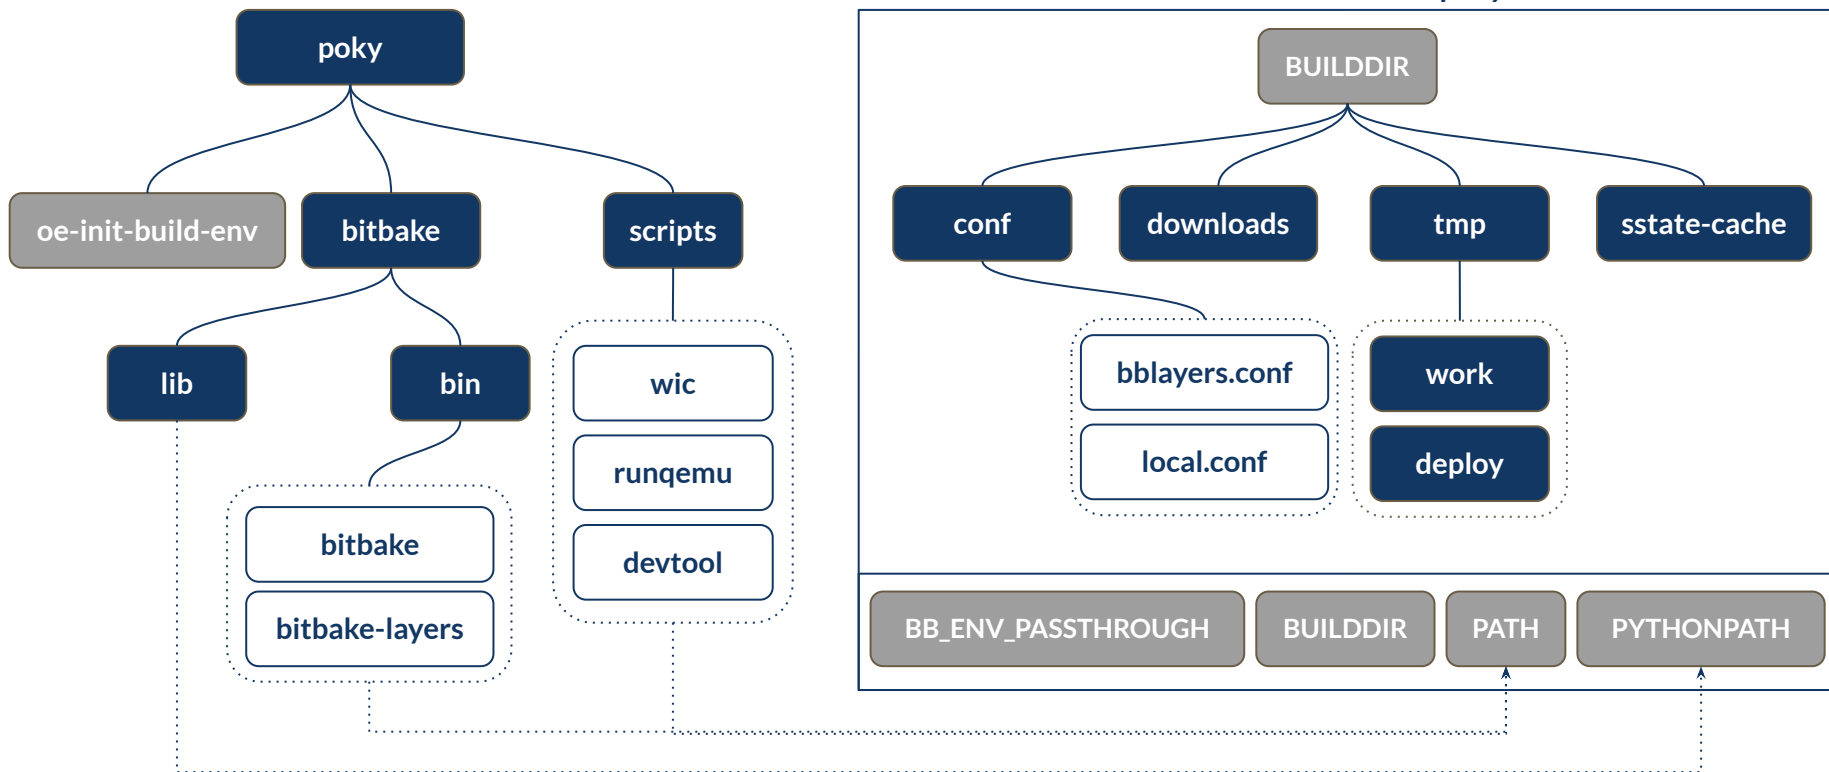 poky
oe-init-build-env
bitbake
scripts
lib
bin
wic
runqemu
devtool
bitbake
bitbake-layers
BUILDDIR
conf
downloads
tmp
sstate-cache
bblayers.conf
local.conf
work
deploy
BB_ENV_PASSTHROUGH
BUILDDIR
PATH
PYTHONPATH